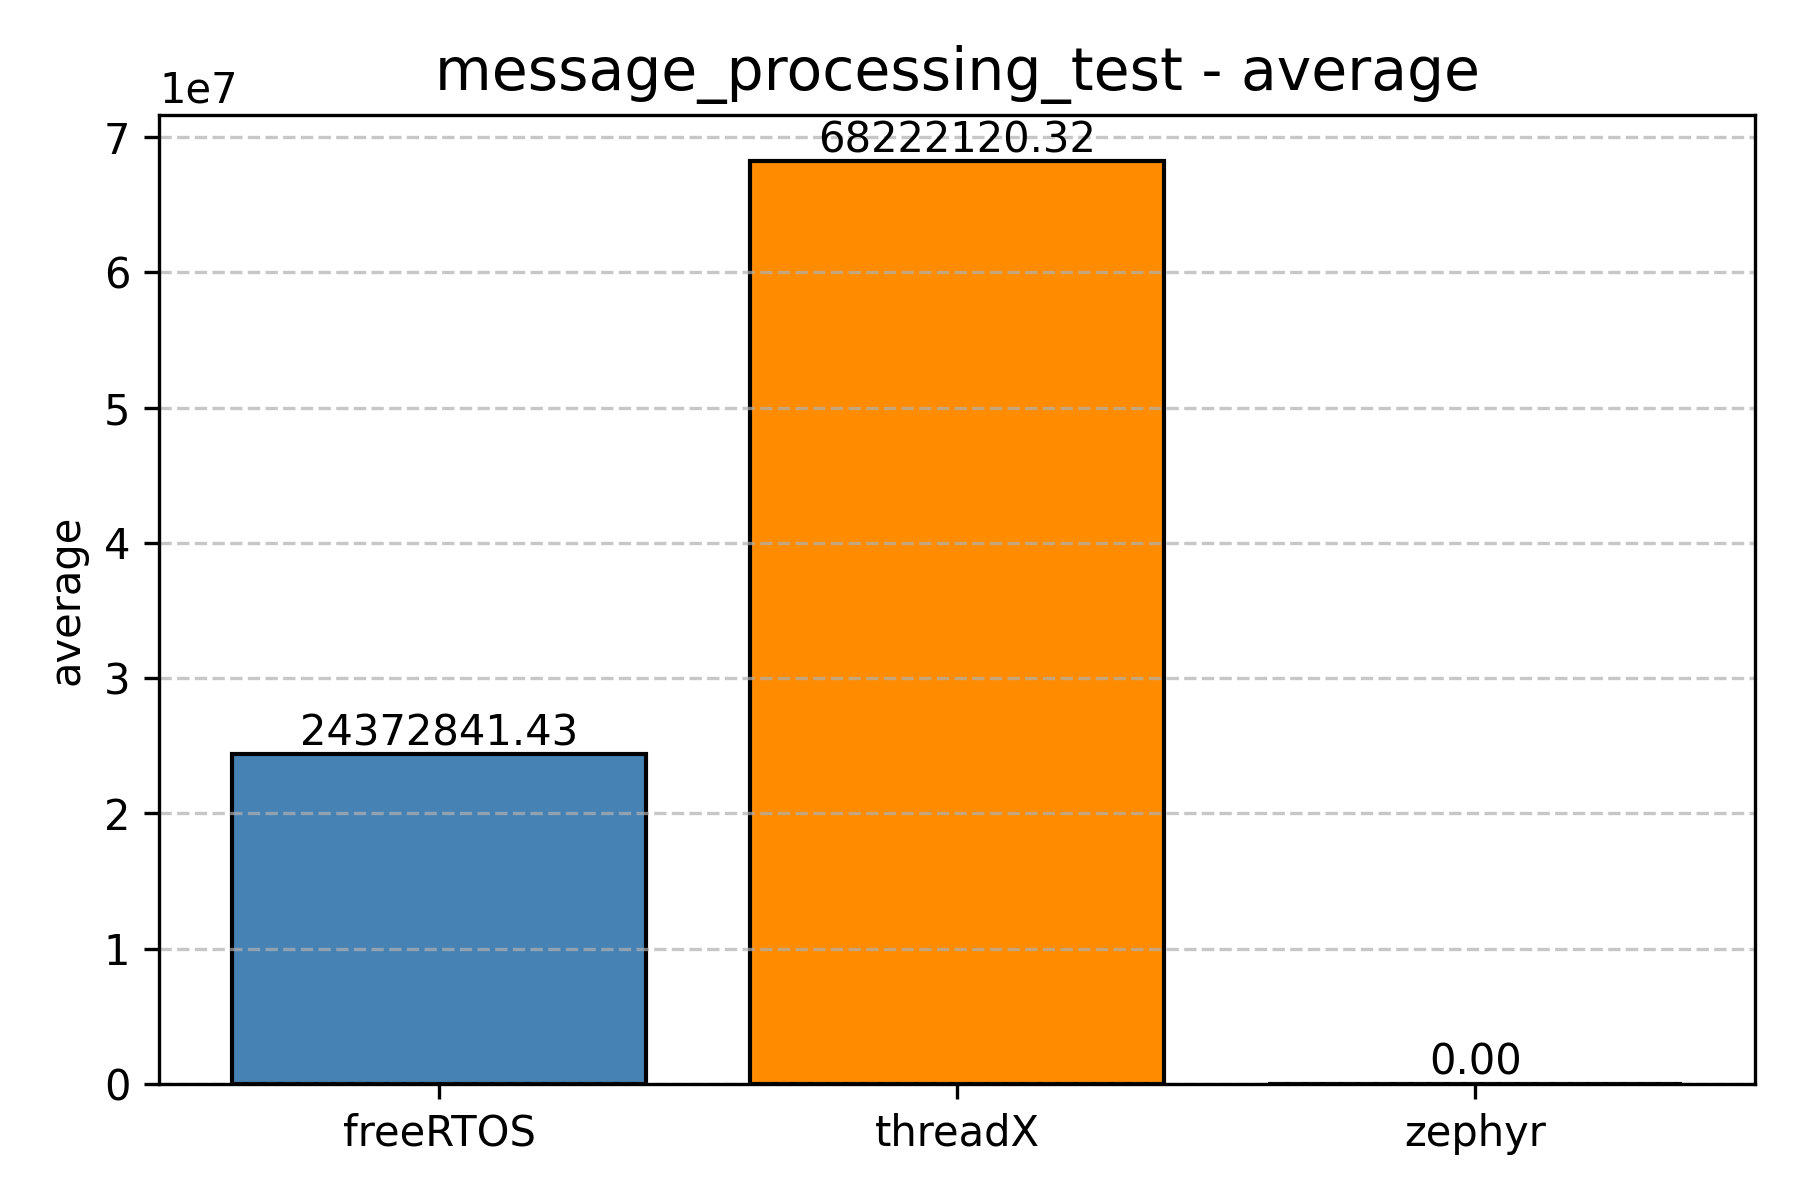 message_processing_test - average
1e7
7
6
5
4
3
2
1
0
average
68222120.32
24372841.43
0.00
freeRTOS
threadX
zephyr